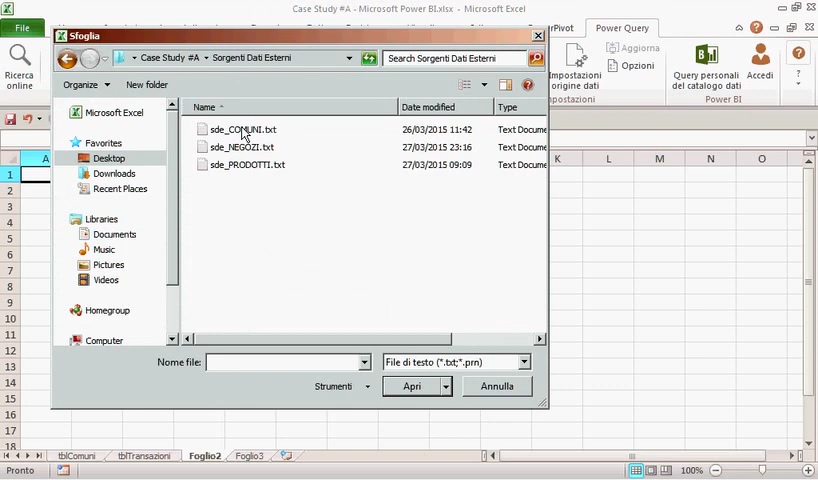 Case Study #A - Microsoft Power BI.xlsx - Microsoft Excel
File
PowerPivot
Power Query
Sfoglia
Case Study #A
Sorgenti Dati Esterni
Search Sorgenti Dati Esterni
Ricerca online
Impostazioni origine dati
Aggiorna
Opzioni
Query personali del catalogo dati
Accedi
?
Power BI
Organize
New folder
Microsoft Excel
Favorites
Desktop
Downloads
Recent Places
Libraries
Documents
Music
Pictures
Videos
Homegroup
Computer
Name
Date modified
Type
sde_COMUNI.txt
26/03/2015 11:42
Text Docume
sde_NEGOZI.txt
27/03/2015 23:16
Text Docume
sde_PRODOTTI.txt
27/03/2015 09:09
Text Docume
Nome file:
File di testo (*.txt;*.prn)
Strumenti
Apri
Annulla
A
K
L
M
N
O
1
2
3
4
5
6
7
8
9
10
11
12
13
14
15
16
17
18
tblComuni
tblTransazioni
Foglio2
Foglio3
Pronto
100%